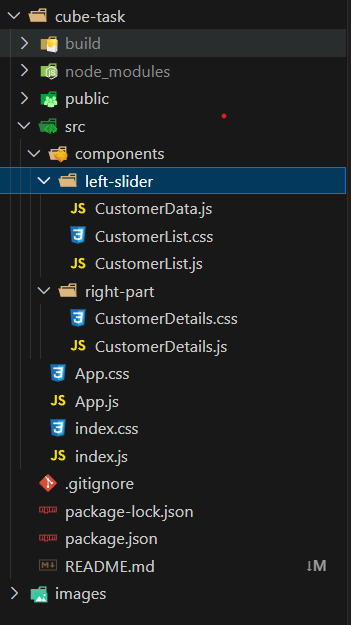 cube-task
build
node_modules
public
src
components
left-slider
JS CustomerData.js
CustomerList.css
JS CustomerList.js
right-part
CustomerDetails.css
JS CustomerDetails.js
App.css
JS App.js
index.css
JS index.js
.gitignore
package-lock.json
package.json
README.md ↓M
images